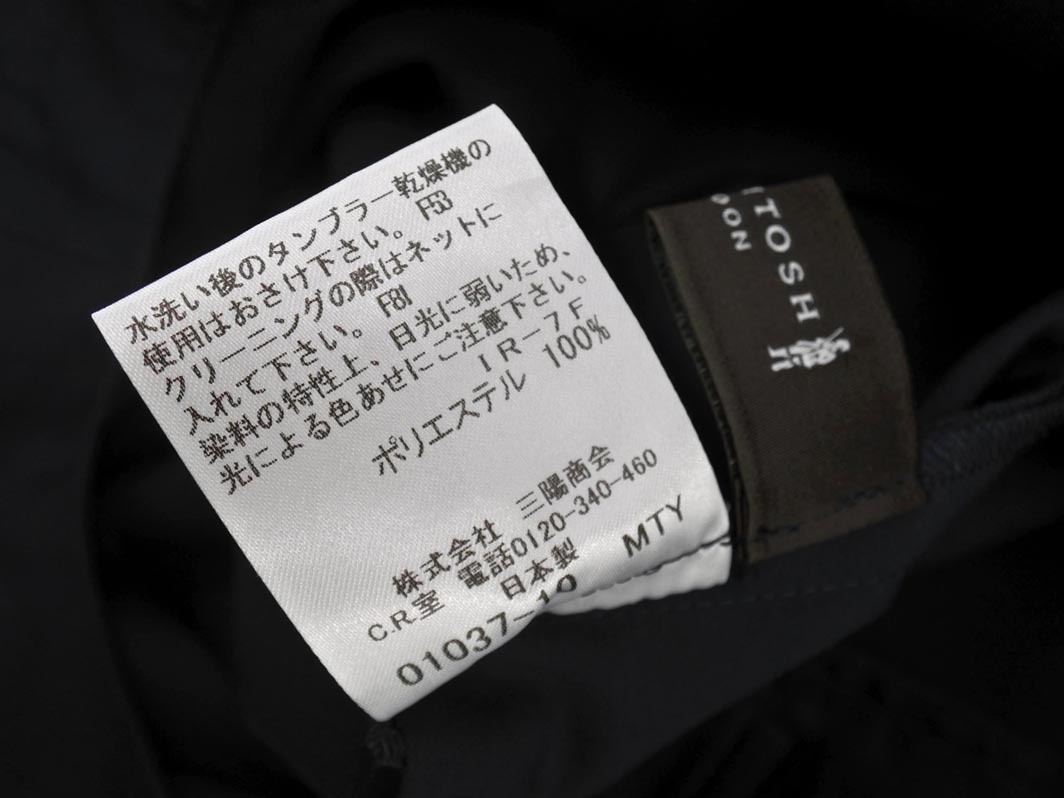 水洗い後のタンブラー乾燥機の
使用はおさけ下さい。 F53
クリーニングの際はネットに
入れて下さい。 F81
染料の特性上、日光に弱いため、
光による色あせにご注意下さい。
IR-7F
ポリエステル 100%
株式会社 三陽商会
C.R.室 電話0120-340-460
日本製 MTY
01037-10
TOSH